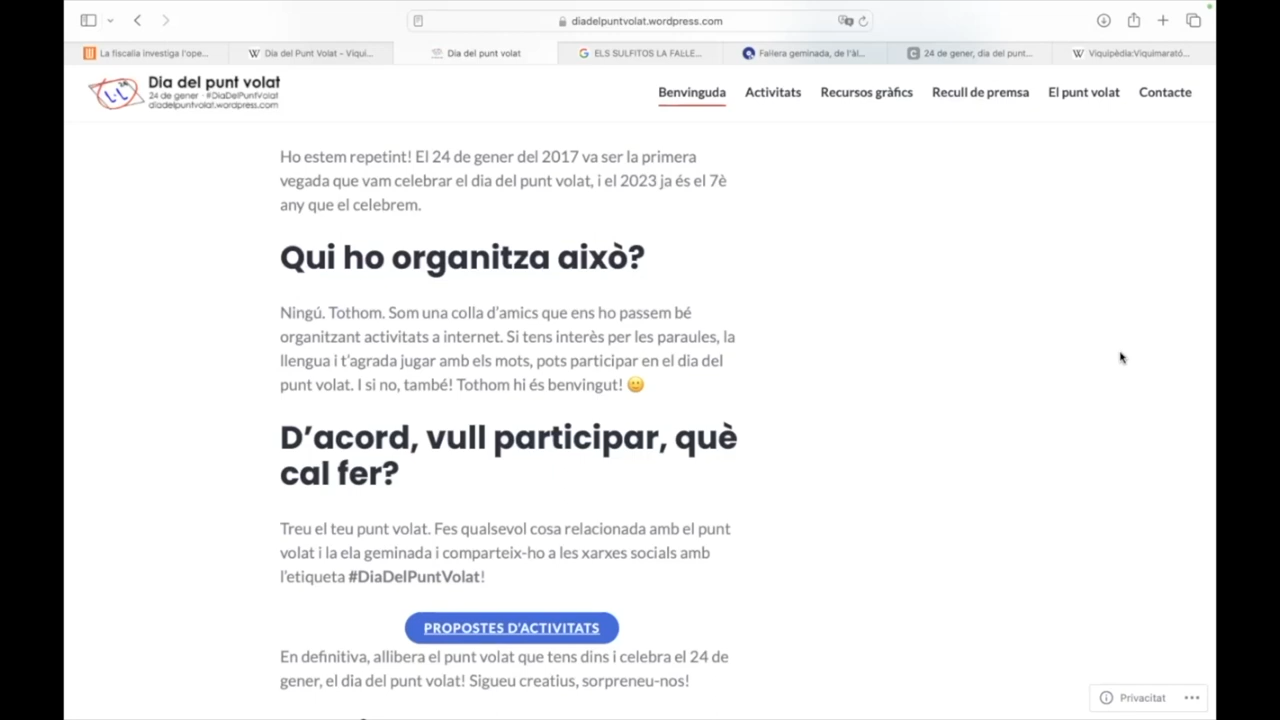 diadelpuntvolat.wordpress.com
La fiscalia investiga l'ope...
Dia del Punt Volat - Viqui...
Dia del punt volat
ELS SULFITOS LA FALLE...
Fallera geminada, de l'àl...
24 de gener, dia del punt...
Viquipèdia:Viquimarató...
L·L
Dia del punt volat
24 de gener · #DiaDelPuntVolat
diadelpuntvolat.wordpress.com
Benvinguda
Activitats
Recursos gràfics
Recull de premsa
El punt volat
Contacte
Ho estem repetint! El 24 de gener del 2017 va ser la primera
vegada que vam celebrar el dia del punt volat, i el 2023 ja és el 7è
any que el celebrem.
Qui ho organitza això?
Ningú. Tothom. Som una colla d'amics que ens ho passem bé
organitzant activitats a internet. Si tens interès per les paraules, la
llengua i t'agrada jugar amb els mots, pots participar en el dia del
punt volat. I si no, també! Tothom hi és benvingut! 🙂
D'acord, vull participar, què
cal fer?
Treu el teu punt volat. Fes qualsevol cosa relacionada amb el punt
volat i la ela geminada i comparteix-ho a les xarxes socials amb
l'etiqueta #DiaDelPuntVolat!
PROPOSTES D'ACTIVITATS
En definitiva, allibera el punt volat que tens dins i celebra el 24 de
gener, el dia del punt volat! Sigueu creatius, sorpreneu-nos!
Privacitat